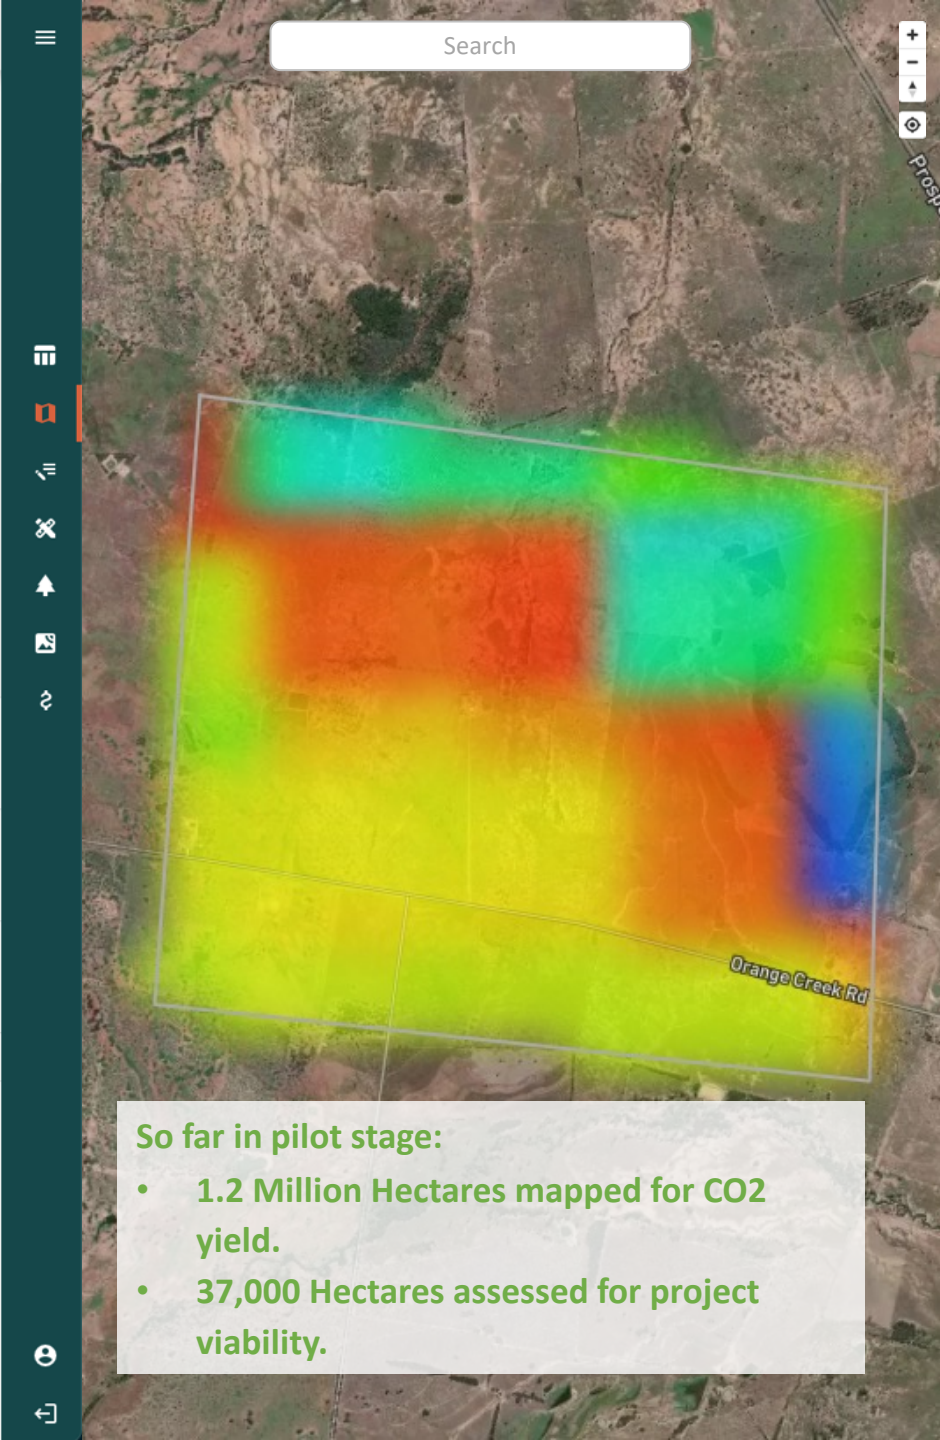 Search
Prosp
Orange Creek Rd
So far in pilot stage:
• 1.2 Million Hectares mapped for CO2
yield.
• 37,000 Hectares assessed for project
viability.